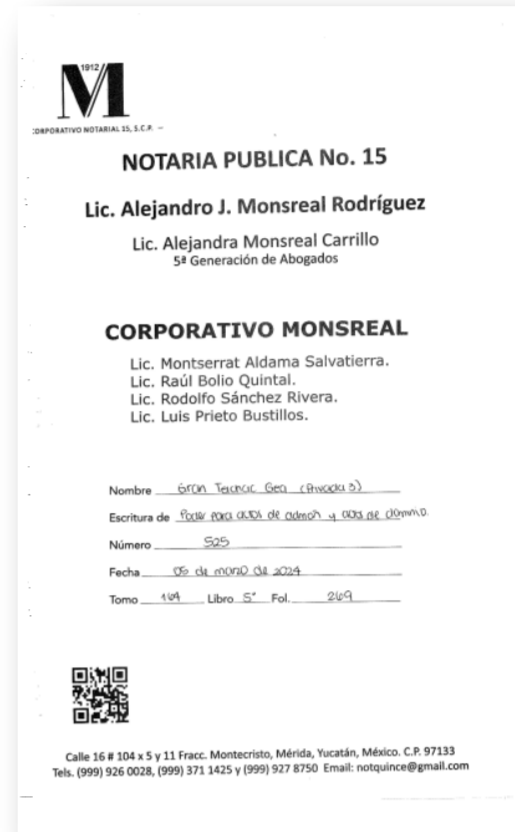 1912
M
CORPORATIVO NOTARIAL 15, S.C.P.
NOTARIA PUBLICA No. 15
Lic. Alejandro J. Monsreal Rodríguez
Lic. Alejandra Monsreal Carrillo
5ª Generación de Abogados
CORPORATIVO MONSREAL
Lic. Montserrat Aldama Salvatierra.
Lic. Raúl Bolio Quintal.
Lic. Rodolfo Sánchez Rivera.
Lic. Luis Prieto Bustillos.
Nombre Gran Gea (Privada 3)
Escritura de Poder para actos de admon y acto de dominio.
Número 525
Fecha de marzo de 2024
Tomo 164 Libro 5° Fol. 269
Calle 16 # 104 x 5 y 11 Fracc. Montecristo, Mérida, Yucatán, México. C.P. 97133
Tels. (999) 926 0028, (999) 371 1425 y (999) 927 8750 Email: notquince@gmail.com